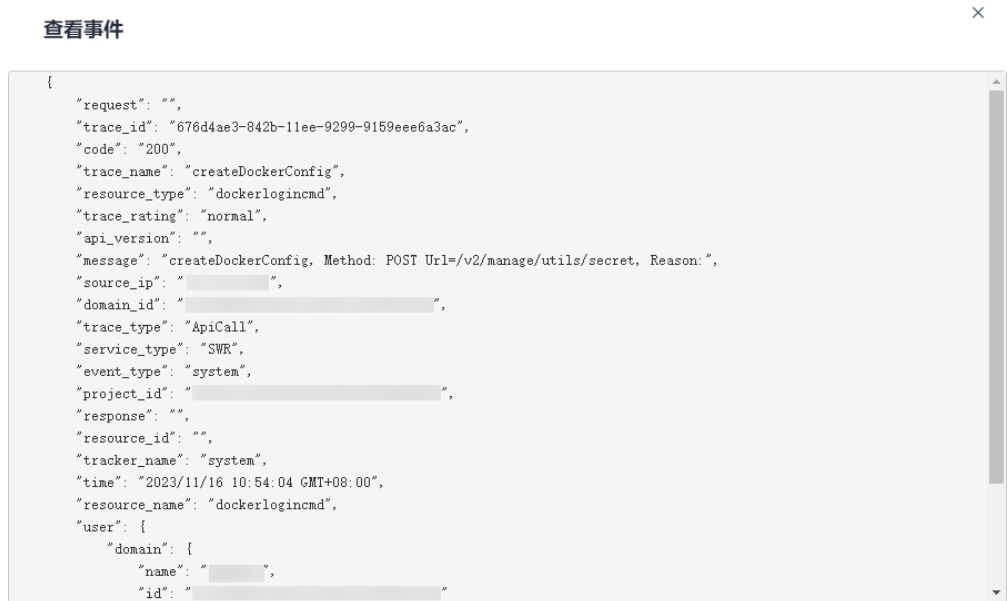 查看事件
{
"request": "",
"trace_id": "676d4ae3-842b-11ee-9299-9159eee6a3ac",
"code": "200",
"trace_name": "createDockerConfig",
"resource_type": "dockerlogincmd",
"trace_rating": "normal",
"api_version": "",
"message": "createDockerConfig, Method: POST Url=/v2/manage/utils/secret, Reason:",
"source_ip": "",
"domain_id": "",
"trace_type": "ApiCall",
"service_type": "SWR",
"event_type": "system",
"project_id": "",
"response": "",
"resource_id": "",
"tracker_name": "system",
"time": "2023/11/16 10:54:04 GMT+08:00",
"resource_name": "dockerlogincmd",
"user": {
"domain": {
"name": "",
"id": ""